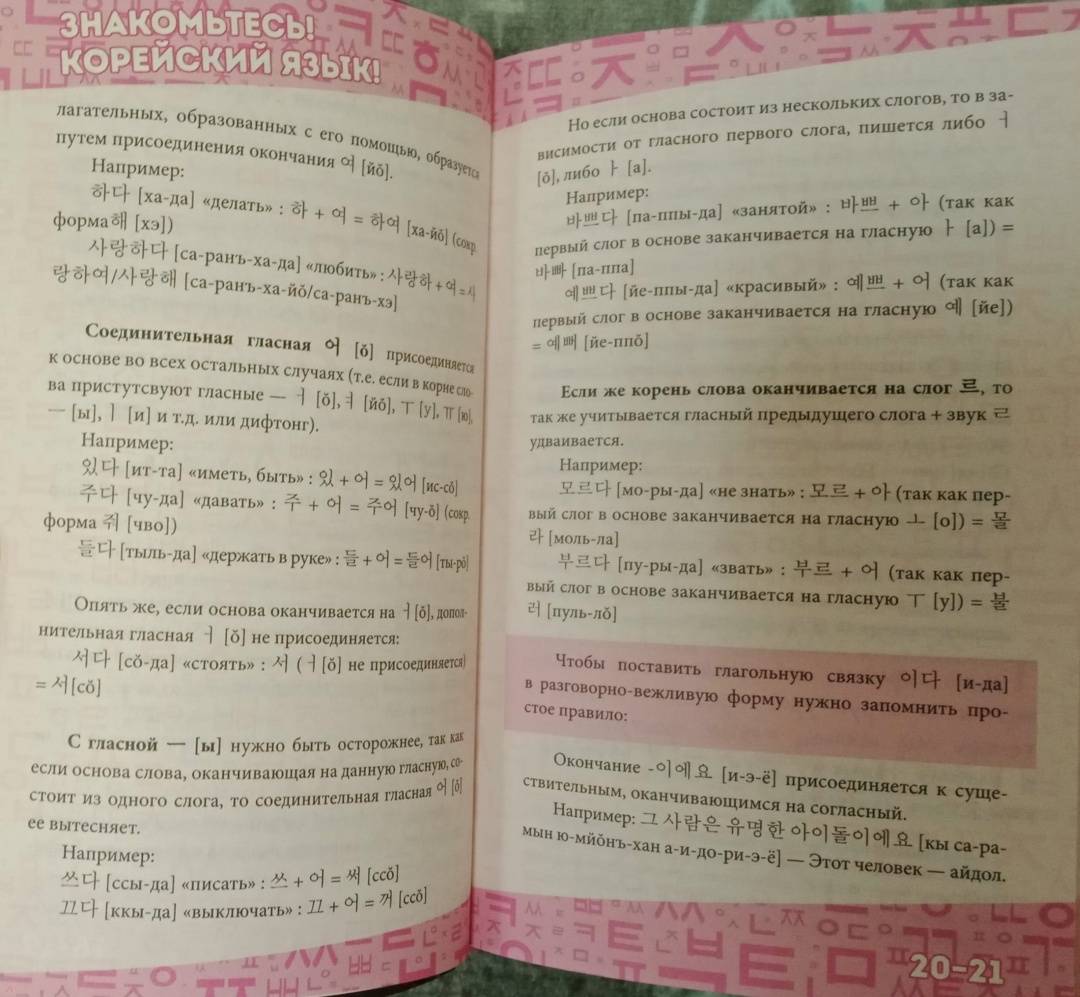 ЗНАКОМЬТЕСЬ!
КОРЕЙСКИЙ ЯЗЫК!
лагательных, образованных с его помощью, образуется
путем присоединения окончания 여 [йŏ].
Например:
하다 [ха-да] «делать» : 하 + 여 = 하여 [ха-йŏ] (сокр.
форма해 [хэ])
사랑하다 [са-ранъ-ха-да] «любить» : 사랑하 + 여 = 사
랑하여/사랑해 [са-ранъ-ха-йŏ/са-ранъ-хэ]
Соединительная гласная 어 [ŏ] присоединяется
к основе во всех остальных случаях (т.е. если в корне сло-
ва пристутсвуют гласные — ㅓ [ŏ], ㅕ [йŏ], ㅜ [у], ㅠ [ю],
ㅡ [ы], ㅣ [и] и т.д. или дифтонг).
Например:
있다 [ит-та] «иметь, быть» : 있 + 어 = 있어 [ис-сŏ]
주다 [чу-да] «давать» : 주 + 어 = 주어 [чу-ŏ] (сокр.
форма 줘 [чво])
들다 [тыль-да] «держать в руке» : 들 + 어 = 들어 [ты-рŏ]
Опять же, если основа оканчивается на ㅓ [ŏ], допол-
нительная гласная ㅓ [ŏ] не присоединяется:
서다 [сŏ-да] «стоять» : 서 (ㅓ [ŏ] не присоединяется)
= 서[сŏ]
С гласной ㅡ [ы] нужно быть осторожнее, так как
если основа слова, оканчивающая на данную гласную, со-
стоит из одного слога, то соединительная гласная 어 [ŏ]
ее вытесняет.
Например:
쓰다 [ссы-да] «писать» : 쓰 + 어 = 써 [ссŏ]
끄다 [ккы-да] «выключать» : 끄 + 어 = 꺼 [ссŏ]
Но если основа состоит из нескольких слогов, то в за-
висимости от гласного первого слога, пишется либо ㅓ
[ŏ], либо ㅏ [а].
Например:
바쁘다 [па-ппы-да] «занятой» : 바쁘 + 아 (так как
первый слог в основе заканчивается на гласную ㅏ [а]) =
바빠 [па-ппа]
예쁘다 [йе-ппы-да] «красивый» : 예쁘 + 어 (так как
первый слог в основе заканчивается на гласную 예 [йе])
= 예뻐 [йе-ппŏ]
Если же корень слова оканчивается на слог 르, то
так же учитывается гласный предыдущего слога + звук ㄹ
удваивается.
Например:
모르다 [мо-ры-да] «не знать» : 모르 + 아 (так как пер-
вый слог в основе заканчивается на гласную ㅗ [о]) = 몰
라 [моль-ла]
부르다 [пу-ры-да] «звать» : 부르 + 어 (так как пер-
вый слог в основе заканчивается на гласную ㅜ [у]) = 불
러 [пуль-лŏ]
Чтобы поставить глагольную связку 이다 [и-да]
в разговорно-вежливую форму нужно запомнить про-
стое правило:
Окончание -이에요 [и-э-ё] присоединяется к суще-
ствительным, оканчивающимся на согласный.
Например: 그 사람은 유명한 아이돌이에요 [кы са-ра-
мын ю-мйŏнъ-хан а-и-до-ри-э-ё] — Этот человек — айдол.
20–21